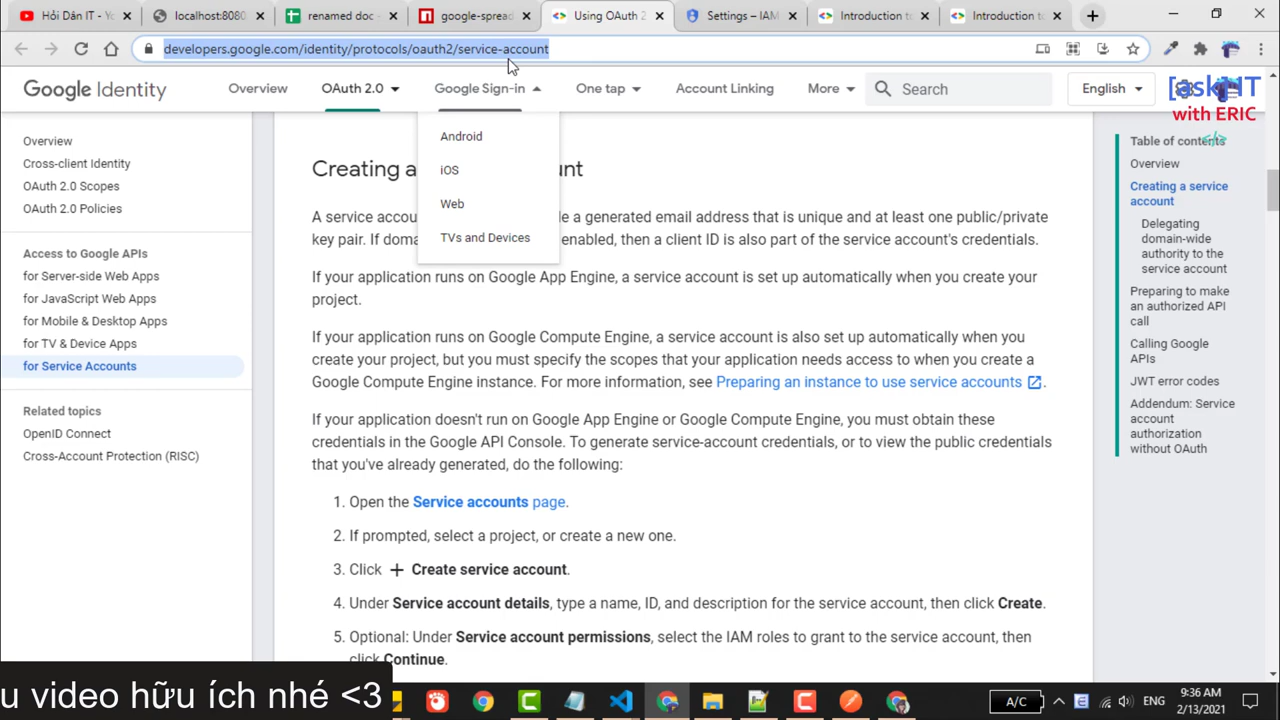 Hỏi Dân IT - Yo
localhost:8080
renamed doc -
google-spread
Using OAuth 2
Settings – IAM
Introduction to
Introduction to
developers.google.com/identity/protocols/oauth2/service-account
Google Identity
Overview
OAuth 2.0
Google Sign-in
One tap
Account Linking
More
Search
English
[askIT
with ERIC
</>
Android
iOS
Web
TVs and Devices
Overview
Cross-client Identity
OAuth 2.0 Scopes
OAuth 2.0 Policies
Access to Google APIs
for Server-side Web Apps
for JavaScript Web Apps
for Mobile & Desktop Apps
for TV & Device Apps
for Service Accounts
Related topics
OpenID Connect
Cross-Account Protection (RISC)
Creating a
A service
a generated email address that is unique and at least one public/private
key pair. If
enabled, then a client ID is also part of the service account's credentials.
If your application runs on Google App Engine, a service account is set up automatically when you create your
project.
If your application runs on Google Compute Engine, a service account is also set up automatically when you
create your project, but you must specify the scopes that your application needs access to when you create a
Google Compute Engine instance. For more information, see Preparing an instance to use service accounts .
If your application doesn't run on Google App Engine or Google Compute Engine, you must obtain these
credentials in the Google API Console. To generate service-account credentials, or to view the public credentials
that you've already generated, do the following:
1. Open the Service accounts page.
2. If prompted, select a project, or create a new one.
3. Click + Create service account.
4. Under Service account details, type a name, ID, and description for the service account, then click Create.
5. Optional: Under Service account permissions, select the IAM roles to grant to the service account, then
click Continue.
Table of contents
Overview
Creating a service
account
Delegating
domain-wide
authority to the
service account
Preparing to make
an authorized API
call
Calling Google
APIs
JWT error codes
Addendum: Service
account
authorization
without OAuth
u video hữu ích nhé <3
A/C
ENG
9:36 AM
2/13/2021